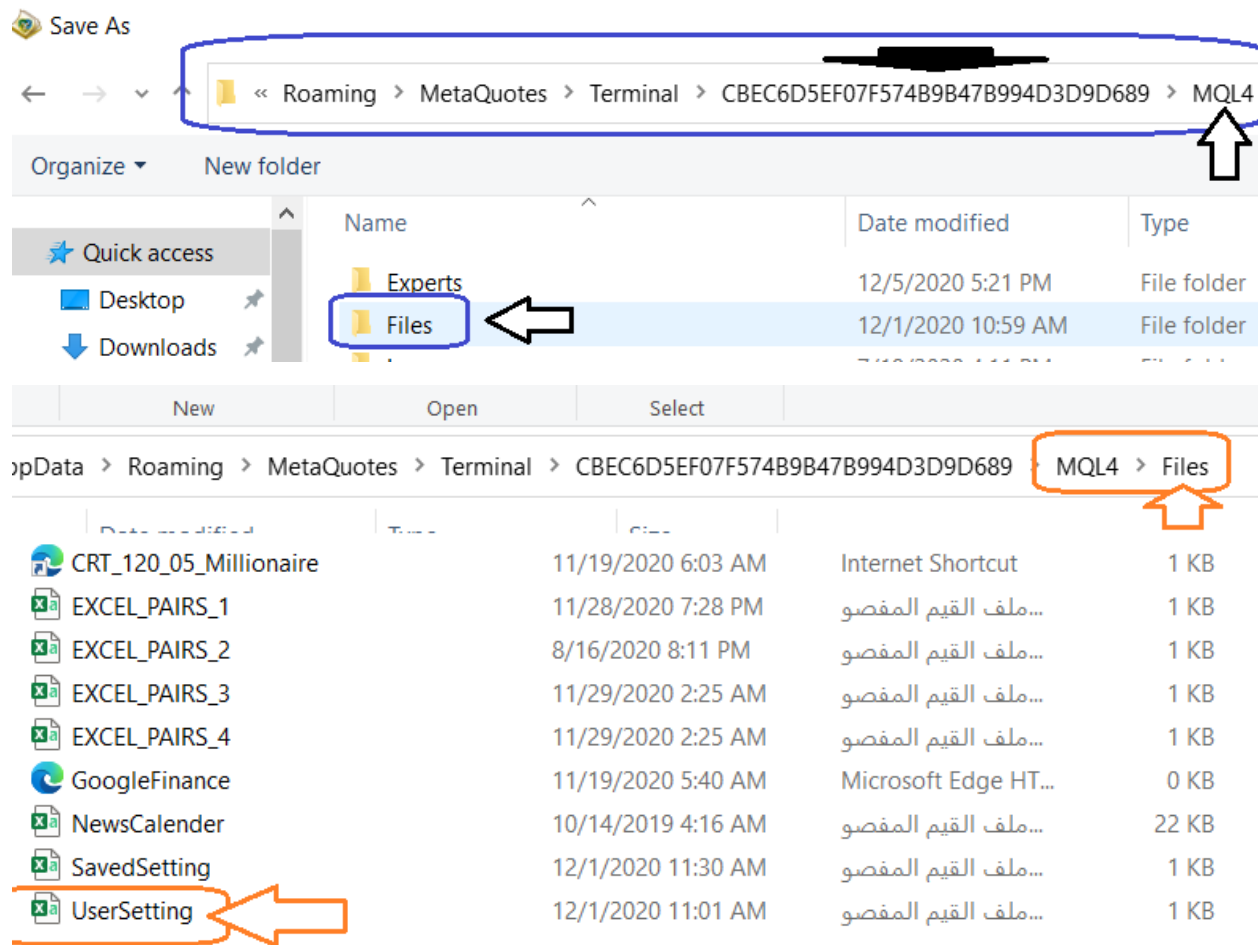 Save As
« Roaming > MetaQuotes > Terminal > CBEC6D5EF07F574B9B47B994D3D9D689 > MQL4
Organize New folder
Name Date modified Type
Quick access
Experts 12/5/2020 5:21 PM File folder
Desktop
Files 12/1/2020 10:59 AM File folder
Downloads
New Open Select
ppData > Roaming > MetaQuotes > Terminal > CBEC6D5EF07F574B9B47B994D3D9D689 > MQL4 > Files
Date modified Type Size
CRT_120_05_Millionaire 11/19/2020 6:03 AM Internet Shortcut 1 KB
EXCEL_PAIRS_1 11/28/2020 7:28 PM ملف القيم المفصو... 1 KB
EXCEL_PAIRS_2 8/16/2020 8:11 PM ملف القيم المفصو... 1 KB
EXCEL_PAIRS_3 11/29/2020 2:25 AM ملف القيم المفصو... 1 KB
EXCEL_PAIRS_4 11/29/2020 2:25 AM ملف القيم المفصو... 1 KB
GoogleFinance 11/19/2020 5:40 AM Microsoft Edge HT... 0 KB
NewsCalender 10/14/2019 4:16 AM ملف القيم المفصو... 22 KB
SavedSetting 12/1/2020 11:30 AM ملف القيم المفصو... 1 KB
UserSetting 12/1/2020 11:01 AM ملف القيم المفصو... 1 KB